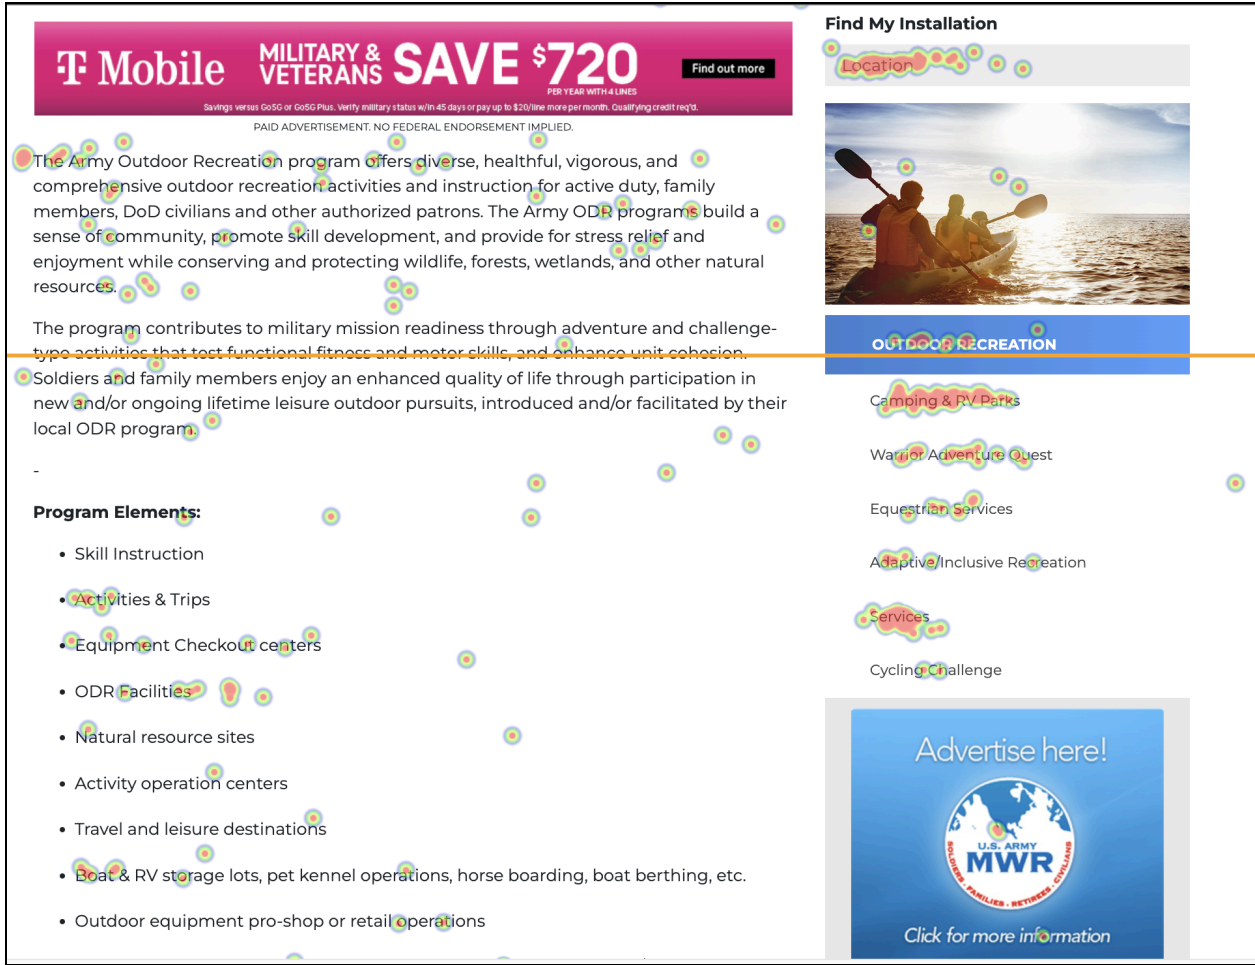 T Mobile
MILITARY &
VETERANS
SAVE $720
PER YEAR WITH 4 LINES
Find out more
Savings versus Go5G or Go5G Plus. Verify military status w/in 45 days or pay up to $20/line more per month. Qualifying credit req'd.
PAID ADVERTISEMENT. NO FEDERAL ENDORSEMENT IMPLIED.
The Army Outdoor Recreation program offers diverse, healthful, vigorous, and
comprehensive outdoor recreation activities and instruction for active duty, family
members, DoD civilians and other authorized patrons. The Army ODR programs build a
sense of community, promote skill development, and provide for stress relief and
enjoyment while conserving and protecting wildlife, forests, wetlands, and other natural
resources.
The program contributes to military mission readiness through adventure and challenge-
type activities that test functional fitness and motor skills, and enhance unit cohesion.
Soldiers and family members enjoy an enhanced quality of life through participation in
new and/or ongoing lifetime leisure outdoor pursuits, introduced and/or facilitated by their
local ODR program.
-
Program Elements:
• Skill Instruction
• Activities & Trips
• Equipment Checkout centers
• ODR Facilities
• Natural resource sites
• Activity operation centers
• Travel and leisure destinations
• Boat & RV storage lots, pet kennel operations, horse boarding, boat berthing, etc.
• Outdoor equipment pro-shop or retail operations
Find My Installation
Location
OUTDOOR RECREATION
Camping & RV Parks
Warrior Adventure Quest
Equestrian Services
Adaptive/Inclusive Recreation
Services
Cycling Challenge
Advertise here!
U.S. ARMY
MWR
SOLDIERS • FAMILIES • RETIREES • CIVILIANS
Click for more information